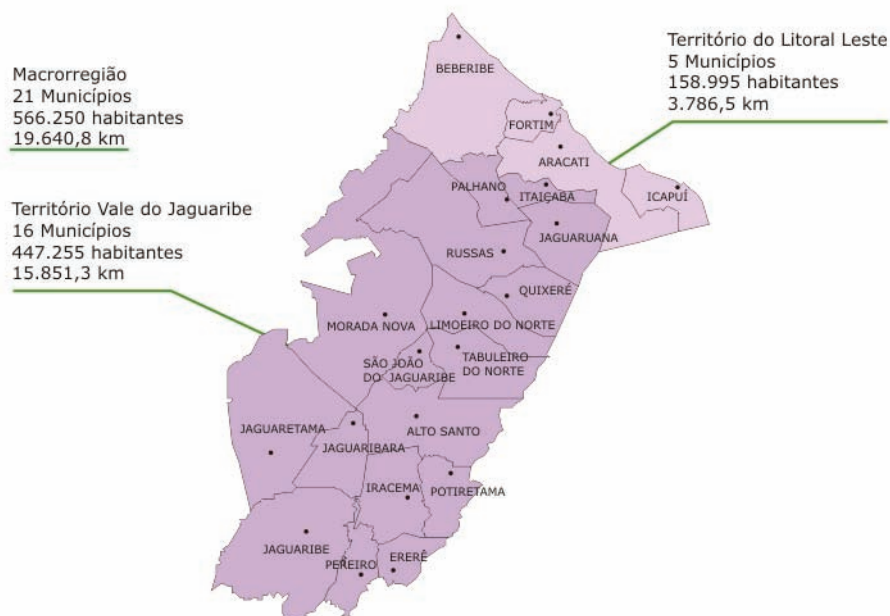 Macrorregião
21 Municípios
566.250 habitantes
19.640,8 km
Território do Litoral Leste
5 Municípios
158.995 habitantes
3.786,5 km
Território Vale do Jaguaribe
16 Municípios
447.255 habitantes
15.851,3 km
BEBERIBE
FORTIM
ARACATI
ICAPUÍ
PALHANO
ITAIÇABA
JAGUARUANA
RUSSAS
QUIXERÉ
MORADA NOVA
LIMOEIRO DO NORTE
SÃO JOÃO
DO JAGUARIBE
TABULEIRO
DO NORTE
ALTO SANTO
JAGUARETAMA
JAGUARIBARA
IRACEMA
POTIRETAMA
JAGUARIBE
PEREIRO
ERERÊ